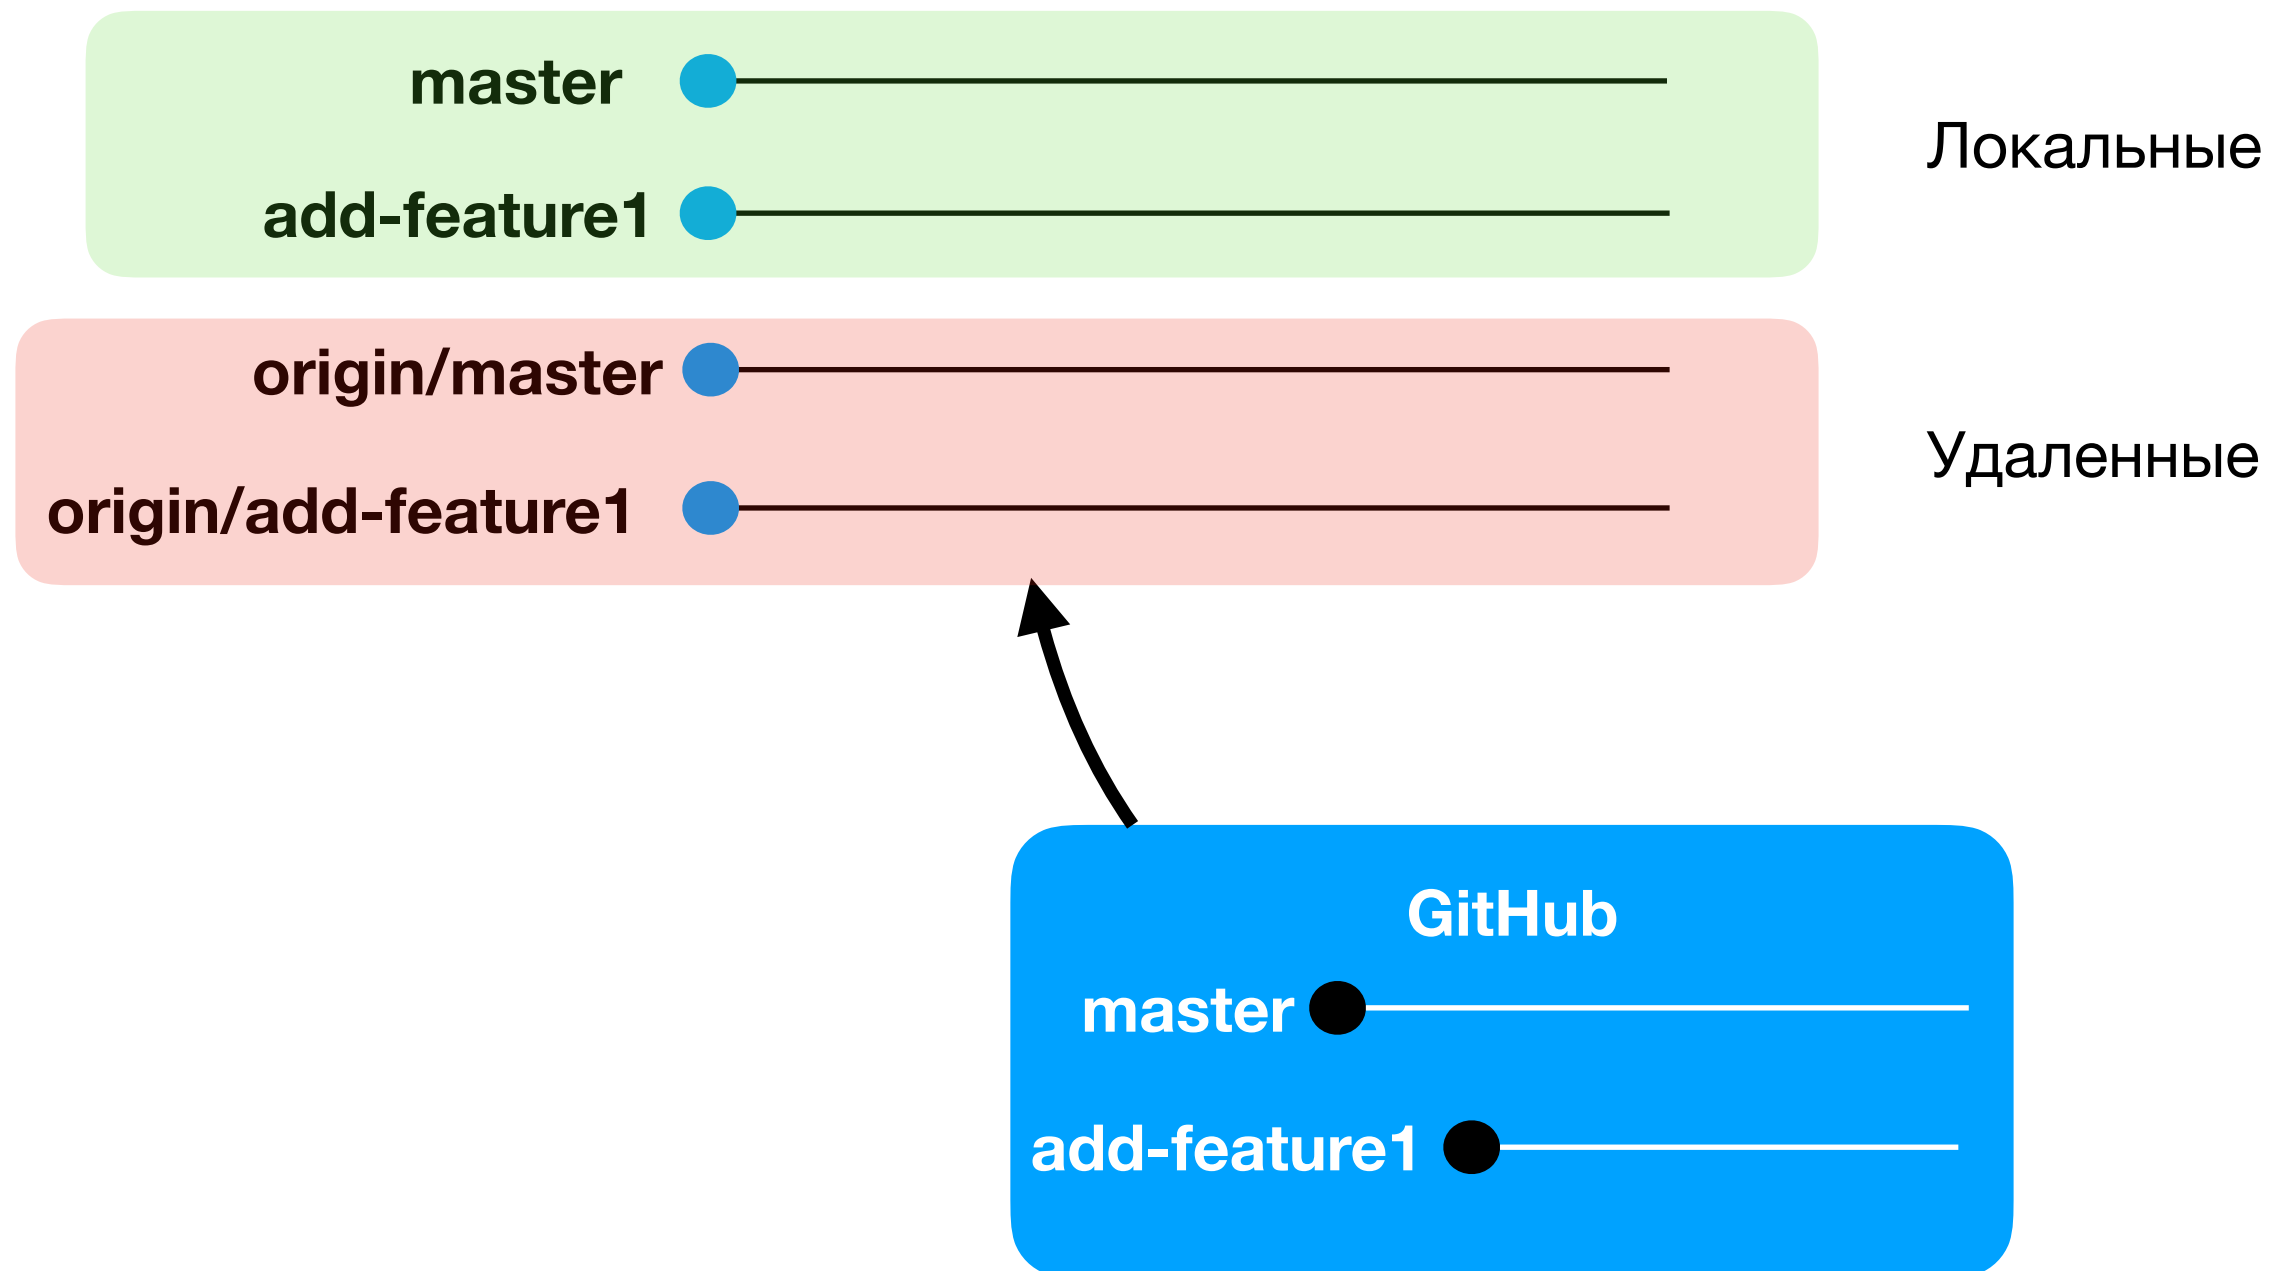 master
add-feature1
Локальные
origin/master
origin/add-feature1
Удаленные
GitHub
master
add-feature1